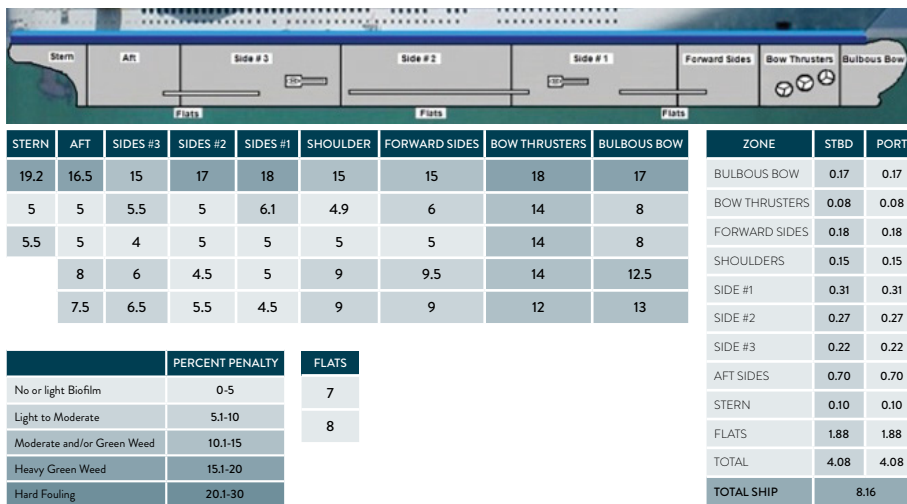 Stern Aft Side # 3 Side # 2 Side # 1 Forward Sides Bow Thrusters Bulbous Bow
Flats Flats Flats
STERN AFT SIDES #3 SIDES #2 SIDES #1 SHOULDER FORWARD SIDES BOW THRUSTERS BULBOUS BOW
19.2 16.5 15 17 18 15 15 18 17
5 5 5.5 5 6.1 4.9 6 14 8
5.5 5 4 5 5 5 5 14 8
8 6 4.5 5 9 9.5 14 12.5
7.5 6.5 5.5 4.5 9 9 12 13
ZONE STBD PORT
BULBOUS BOW 0.17 0.17
BOW THRUSTERS 0.08 0.08
FORWARD SIDES 0.18 0.18
SHOULDERS 0.15 0.15
SIDE #1 0.31 0.31
SIDE #2 0.27 0.27
SIDE #3 0.22 0.22
AFT SIDES 0.70 0.70
STERN 0.10 0.10
FLATS 1.88 1.88
TOTAL 4.08 4.08
TOTAL SHIP 8.16
PERCENT PENALTY
No or light Biofilm 0-5
Light to Moderate 5.1-10
Moderate and/or Green Weed 10.1-15
Heavy Green Weed 15.1-20
Hard Fouling 20.1-30
FLATS
7
8